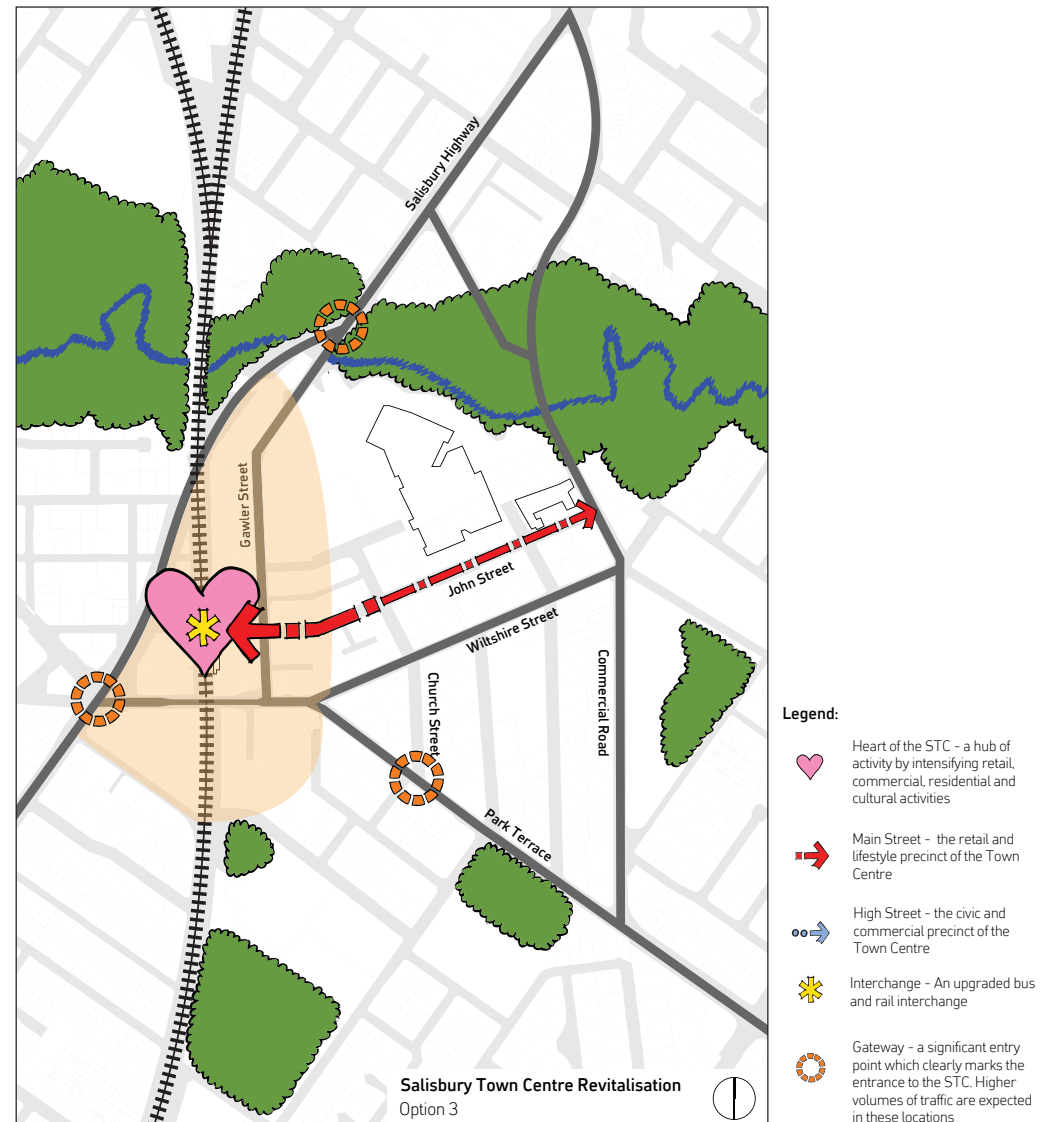 Salisbury Highway
Gawler Street
John Street
Wiltshire Street
Church Street
Commercial Road
Park Terrace
Salisbury Town Centre Revitalisation
Option 3
Legend:
Heart of the STC - a hub of
activity by intensifying retail,
commercial, residential and
cultural activities
Main Street - the retail and
lifestyle precinct of the Town
Centre
High Street - the civic and
commercial precinct of the
Town Centre
Interchange - An upgraded bus
and rail interchange
Gateway - a significant entry
point which clearly marks the
entrance to the STC. Higher
volumes of traffic are expected
in these locations